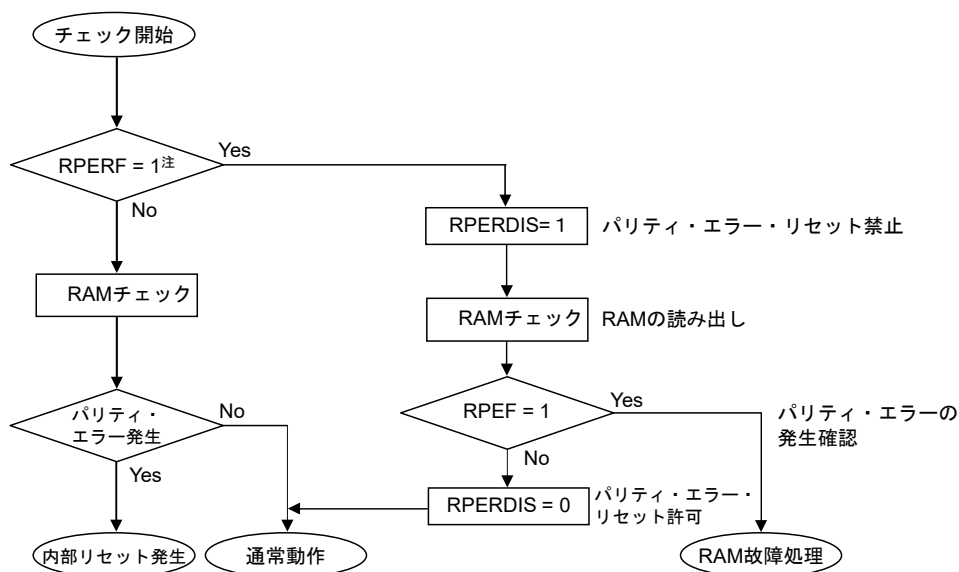 チェック開始
RPERF = 1注
Yes
No
RPERDIS= 1
パリティ・エラー・リセット禁止
RAMチェック
RAMチェック
RAMの読み出し
パリティ・
エラー発生
No
Yes
RPEF = 1
Yes
No
パリティ・エラーの
発生確認
RPERDIS = 0
パリティ・エラー・
リセット許可
内部リセット発生
通常動作
RAM故障処理